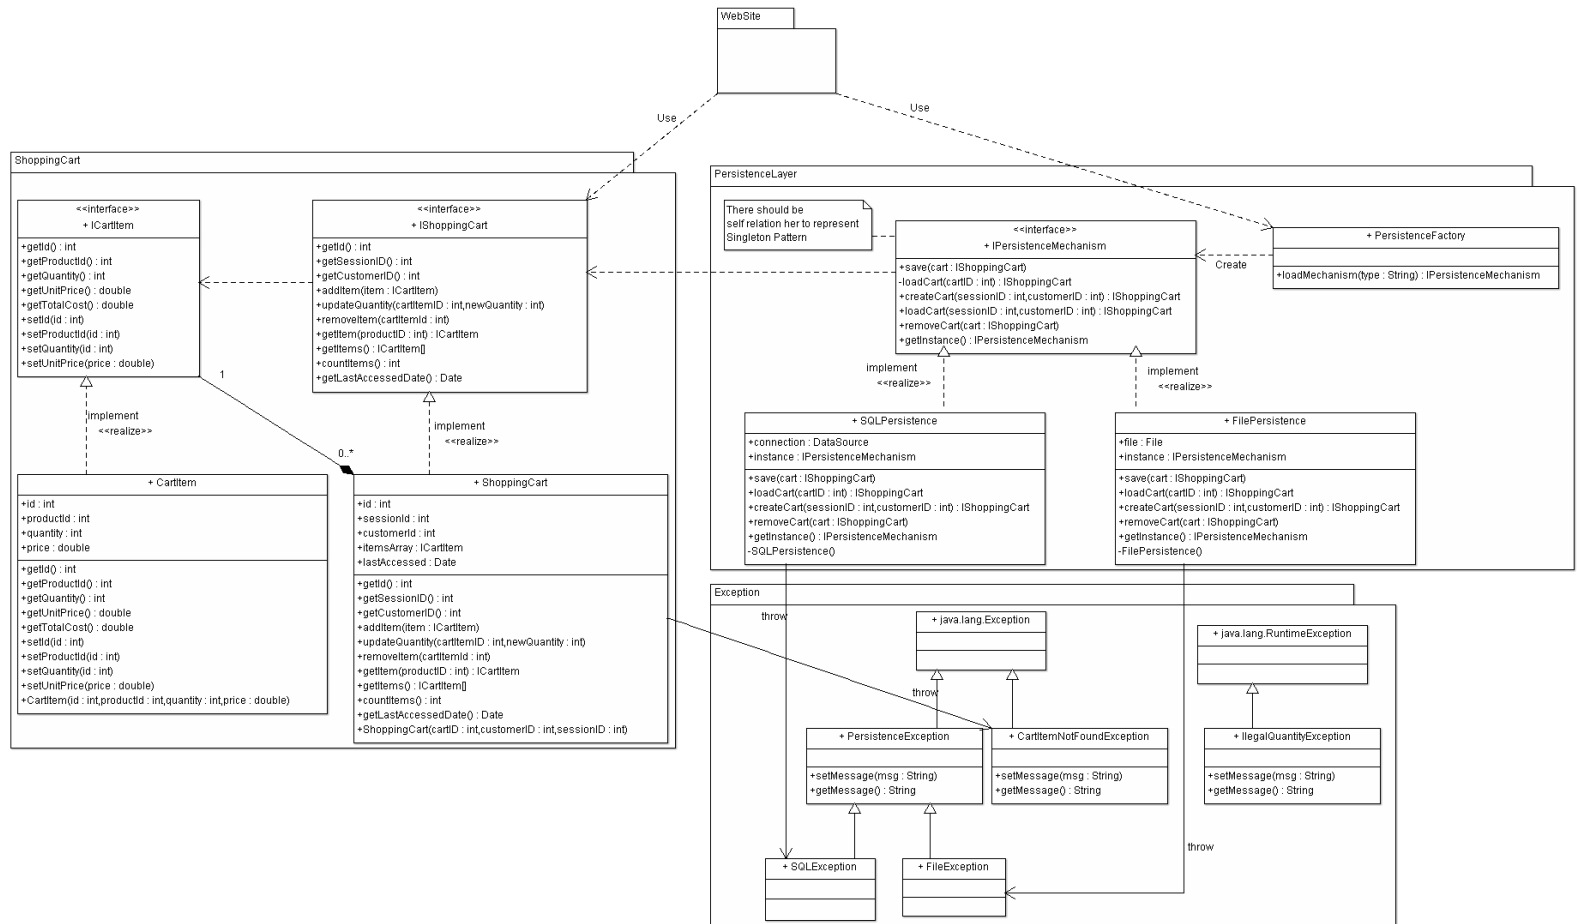 WebSite
Use
Use
ShoppingCart
<<interface>>
+ ICartItem
+getId() : int
+getProductId() : int
+getQuantity() : int
+getUnitPrice() : double
+getTotalCost() : double
+setId(id : int)
+setProductId(id : int)
+setQuantity(id : int)
+setUnitPrice(price : double)
<<interface>>
+ IShoppingCart
+getId() : int
+getSessionID() : int
+getCustomerID() : int
+addItem(item : ICartItem)
+updateQuantity(cartItemID : int,newQuantity : int)
+removeItem(cartItemId : int)
+getItem(productID : int) : ICartItem
+getItems() : ICartItem[]
+countItems() : int
+getLastAccessedDate() : Date
1
0..*
implement
<<realize>>
implement
<<realize>>
+ CartItem
+id : int
+productId : int
+quantity : int
+price : double
+getId() : int
+getProductId() : int
+getQuantity() : int
+getUnitPrice() : double
+getTotalCost() : double
+setId(id : int)
+setProductId(id : int)
+setQuantity(id : int)
+setUnitPrice(price : double)
+CartItem(id : int,productId : int,quantity : int,price : double)
+ ShoppingCart
+id : int
+sessionId : int
+customerId : int
+itemsArray : ICartItem
+lastAccessed : Date
+getId() : int
+getSessionID() : int
+getCustomerID() : int
+addItem(item : ICartItem)
+updateQuantity(cartItemID : int,newQuantity : int)
+removeItem(cartItemId : int)
+getItem(productID : int) : ICartItem
+getItems() : ICartItem[]
+countItems() : int
+getLastAccessedDate() : Date
+ShoppingCart(cartID : int,customerID : int,sessionID : int)
PersistenceLayer
There should be
self relation her to represent
Singleton Pattern
<<interface>>
+ IPersistenceMechanism
+save(cart : IShoppingCart)
-loadCart(cartID : int) : IShoppingCart
+createCart(sessionID : int,customerID : int) : IShoppingCart
+loadCart(sessionID : int,customerID : int) : IShoppingCart
+removeCart(cart : IShoppingCart)
+getInstance() : IPersistenceMechanism
Create
+ PersistenceFactory
+loadMechanism(type : String) : IPersistenceMechanism
implement
<<realize>>
implement
<<realize>>
+ SQLPersistence
+connection : DataSource
+instance : IPersistenceMechanism
+save(cart : IShoppingCart)
+loadCart(cartID : int) : IShoppingCart
+createCart(sessionID : int,customerID : int) : IShoppingCart
+removeCart(cart : IShoppingCart)
+getInstance() : IPersistenceMechanism
-SQLPersistence()
+ FilePersistence
+file : File
+instance : IPersistenceMechanism
+save(cart : IShoppingCart)
+loadCart(cartID : int) : IShoppingCart
+createCart(sessionID : int,customerID : int) : IShoppingCart
+removeCart(cart : IShoppingCart)
+getInstance() : IPersistenceMechanism
-FilePersistence()
Exception
throw
throw
throw
+ java.lang.Exception
+ java.lang.RuntimeException
+ PersistenceException
+setMessage(msg : String)
+getMessage() : String
+ CartItemNotFoundException
+setMessage(msg : String)
+getMessage() : String
+ IlegalQuantityException
+setMessage(msg : String)
+getMessage() : String
+ SQLException
+ FileException